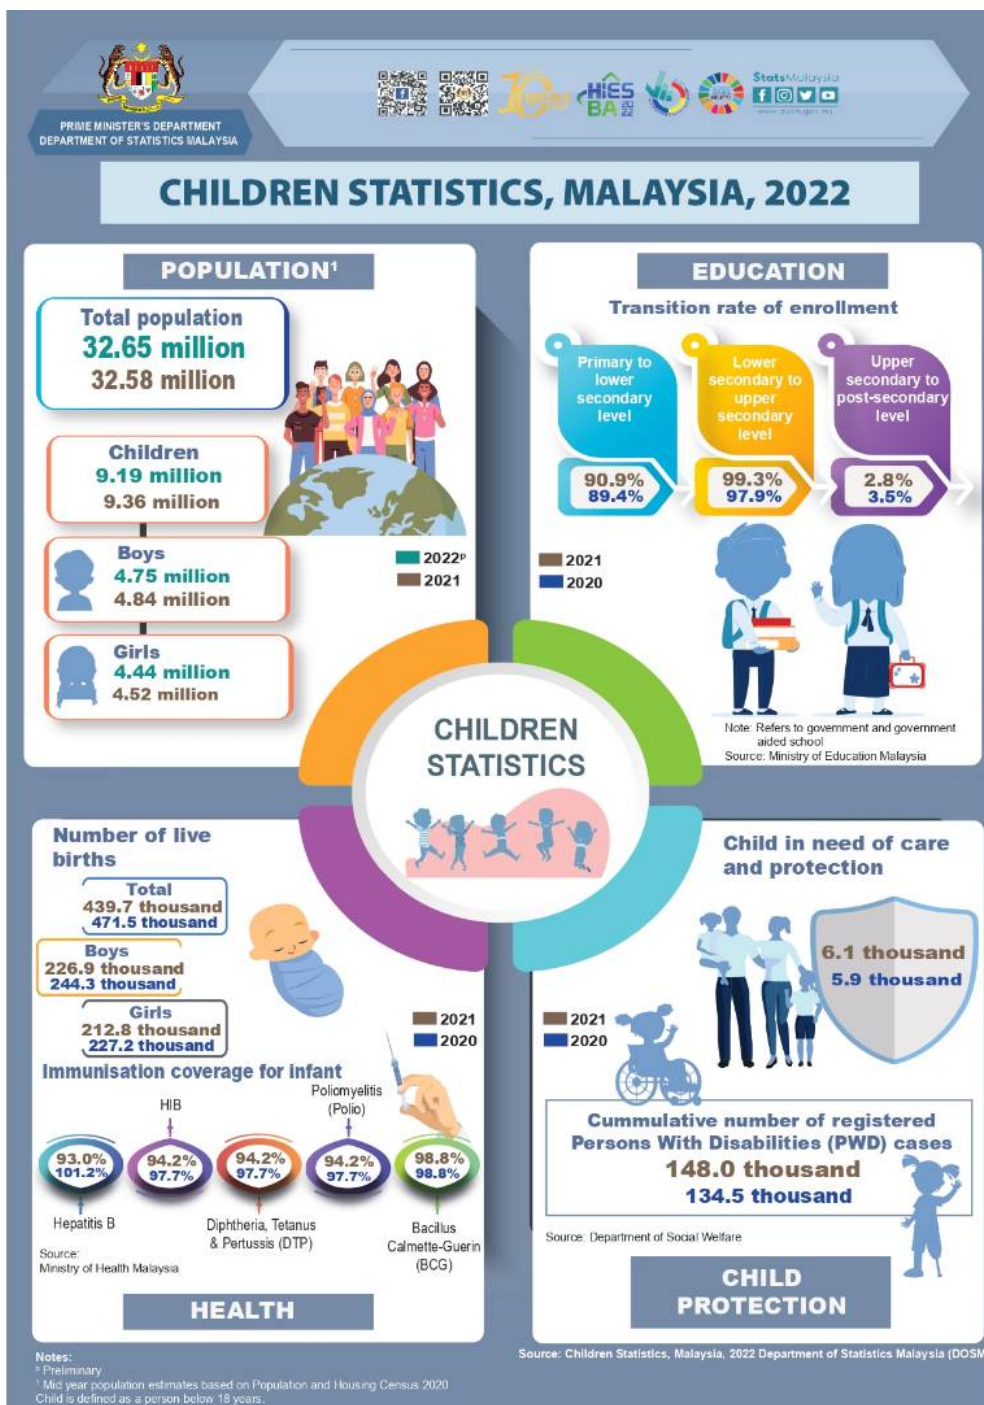 PRIME MINISTER'S DEPARTMENT
DEPARTMENT OF STATISTICS MALAYSIA
HIES
BA
StatsMalaysia
CHILDREN STATISTICS, MALAYSIA, 2022
POPULATION¹
Total population
32.65 million
32.58 million
Children
9.19 million
9.36 million
Boys
4.75 million
4.84 million
Girls
4.44 million
4.52 million
2022ᵖ
2021
EDUCATION
Transition rate of enrollment
Primary to
lower
secondary
level
90.9%
89.4%
Lower
secondary to
upper
secondary
level
99.3%
97.9%
Upper
secondary to
post-secondary
level
2.8%
3.5%
2021
2020
Note: Refers to government and government
aided school
Source: Ministry of Education Malaysia
CHILDREN
STATISTICS
Number of live
births
Total
439.7 thousand
471.5 thousand
Boys
226.9 thousand
244.3 thousand
Girls
212.8 thousand
227.2 thousand
2021
2020
Immunisation coverage for infant
HIB
Poliomyelitis
(Polio)
93.0%
101.2%
94.2%
97.7%
94.2%
97.7%
94.2%
97.7%
98.8%
98.8%
Hepatitis B
Diphtheria, Tetanus
& Pertussis (DTP)
Bacillus
Calmette-Guerin
(BCG)
Source:
Ministry of Health Malaysia
HEALTH
Child in need of care
and protection
6.1 thousand
5.9 thousand
2021
2020
Cummulative number of registered
Persons With Disabilities (PWD) cases
148.0 thousand
134.5 thousand
Source: Department of Social Welfare
CHILD
PROTECTION
Source: Children Statistics, Malaysia, 2022 Department of Statistics Malaysia (DOSM
Notes:
ᵖ Preliminary
¹ Mid year population estimates based on Population and Housing Census 2020
Child is defined as a person below 18 years.